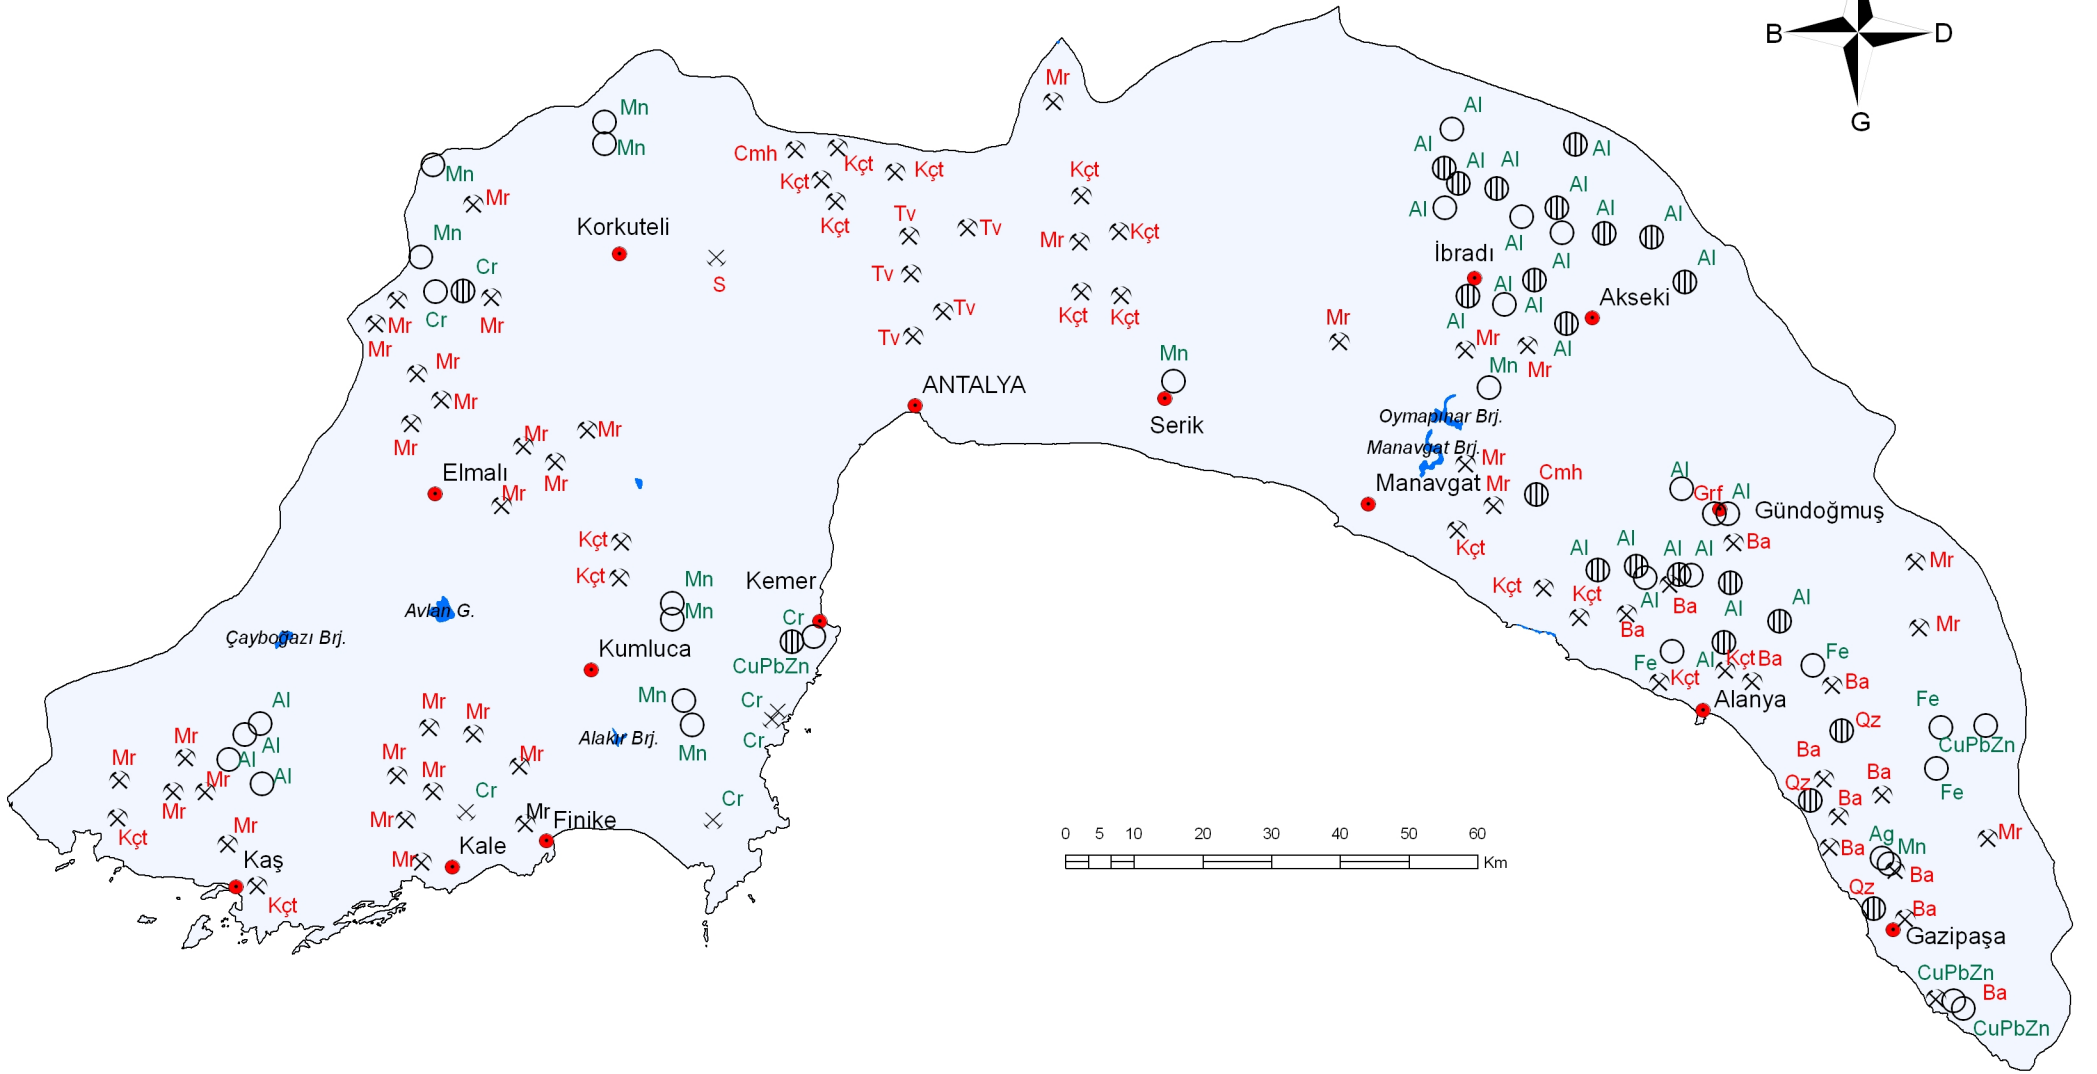 B
D
G
Mr
Mn
Mn
Mn
Mr
Mn
Cr
Cr
Mr
Mr
Mr
Korkuteli
S
Cmh
Kçt
Kçt
Kçt
Kçt
Tv
Tv
Tv
Tv
Tv
Kçt
Mr
Kçt
Kçt
Kçt
Al
Al
Al
Al
Al
Al
Al
Al
Al
Al
İbradı
Al
Al
Al
Al
Akseki
Al
Al
Mr
Mr
Mn
Mr
ANTALYA
Mn
Serik
Oymapınar Brj.
Manavgat Brj.
Mr
Manavgat
Mr
Cmh
Kçt
Mr
Mr
Mr
Mr
Mr
Mr
Mr
Elmalı
Mr
Kçt
Kçt
Mn
Mn
Kemer
Cr
CuPbZn
Avlan G.
Çayboğazı Brj.
Kumluca
Mn
Mn
Cr
Cr
Alakır Brj.
Cr
Al
Al
Al
Al
Mr
Mr
Mr
Mr
Kçt
Mr
Kaş
Kçt
Mr
Mr
Mr
Mr
Mr
Mr
Cr
Mr
Finike
Kale
Mr
Al
Grf
Al
Gündoğmuş
Ba
Mr
Mr
Al
Al
Al
Al
Kçt
Kçt
Al
Ba
Al
Al
Ba
Fe
Al
Kçt
Ba
Kçt
Fe
Ba
Alanya
Qz
Fe
CuPbZn
Fe
Ba
Ba
Qz
Ba
Mr
Ag
Mn
Ba
Ba
Qz
Ba
Gazipaşa
CuPbZn
Ba
CuPbZn
0 5 10 20 30 40 50 60
Km